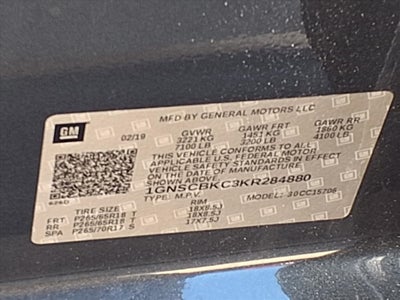 MFD BY GENERAL MOTORS LLC
GM
02/19 GVWR GAWR FRT GAWR RR
3221 KG 1451 KG 1860 KG
7100 LB 3200 LB 4100 LB
THIS VEHICLE CONFORMS TO ALL
APPLICABLE U.S. FEDERAL MOTOR
VEHICLE SAFETY STANDARDS IN EFFECT
ON THE DATE OF MANUFACTURE
SHOWN ABOVE.
1GNSCBKC3KR284880
TYPE: M.P.V. MODEL: CC15706
TIRE SIZE RIM
FRT P265/65R18 T 18X8.5J
RR P265/65R18 T 18X8.5J
SPA P265/70R17 T 17X7.5J